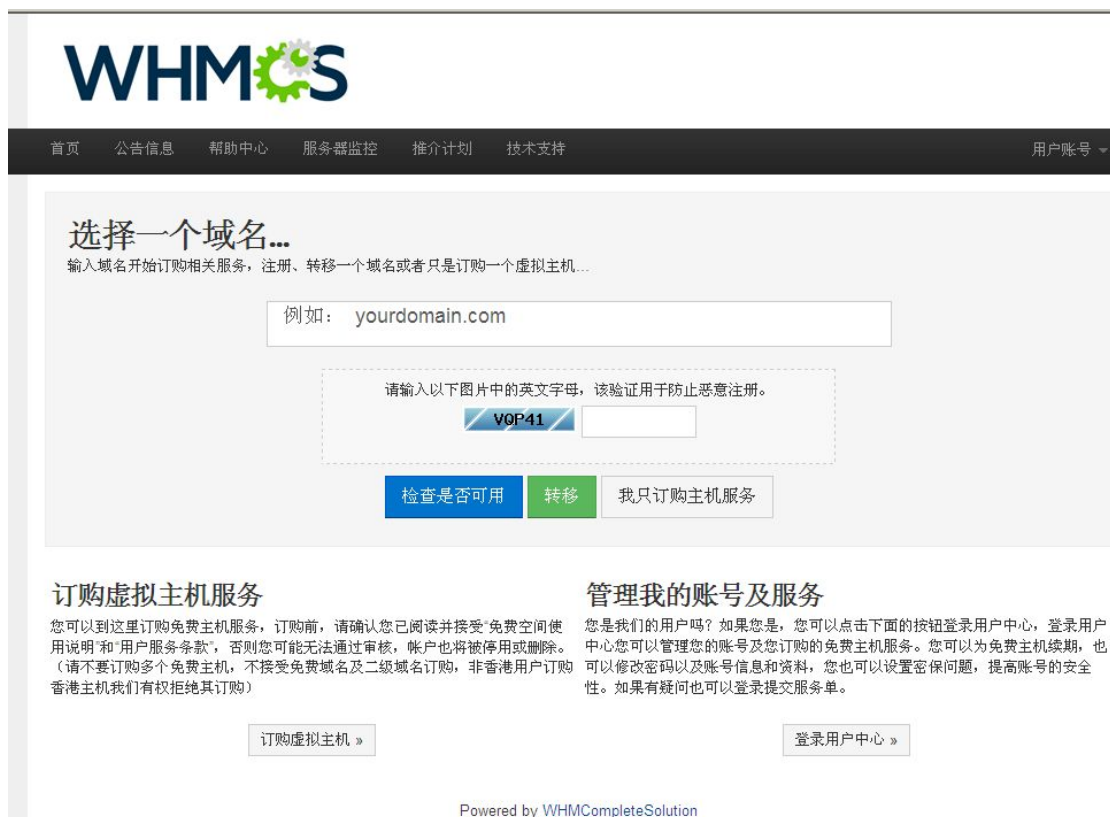 WHMCS
首页 公告信息 帮助中心 服务器监控 推介计划 技术支持 用户账号
选择一个域名...
输入域名开始订购相关服务，注册、转移一个域名或者只是订购一个虚拟主机...
例如： yourdomain.com
请输入以下图片中的英文字母，该验证用于防止恶意注册。
VQP41
检查是否可用 转移 我只订购主机服务
订购虚拟主机服务
您可以到这里订购免费主机服务，订购前，请确认您已阅读并接受“免费空间使
用说明”和“用户服务条款”，否则您可能无法通过审核，帐户也将被停用或删除。
（请不要订购多个免费主机，不接受免费域名及二级域名订购，非香港用户订购
香港主机我们有权拒绝其订购）
订购虚拟主机 »
管理我的账号及服务
您是我们的用户吗？如果您是，您可以点击下面的按钮登录用户中心，登录用户
中心您可以管理您的账号及您订购的免费主机服务。您可以为免费主机续期，也
可以修改密码以及账号信息和资料，您也可以设置密保问题，提高账号的安全
性。如果有疑问也可以登录提交服务单。
登录用户中心 »
Powered by WHMCompleteSolution